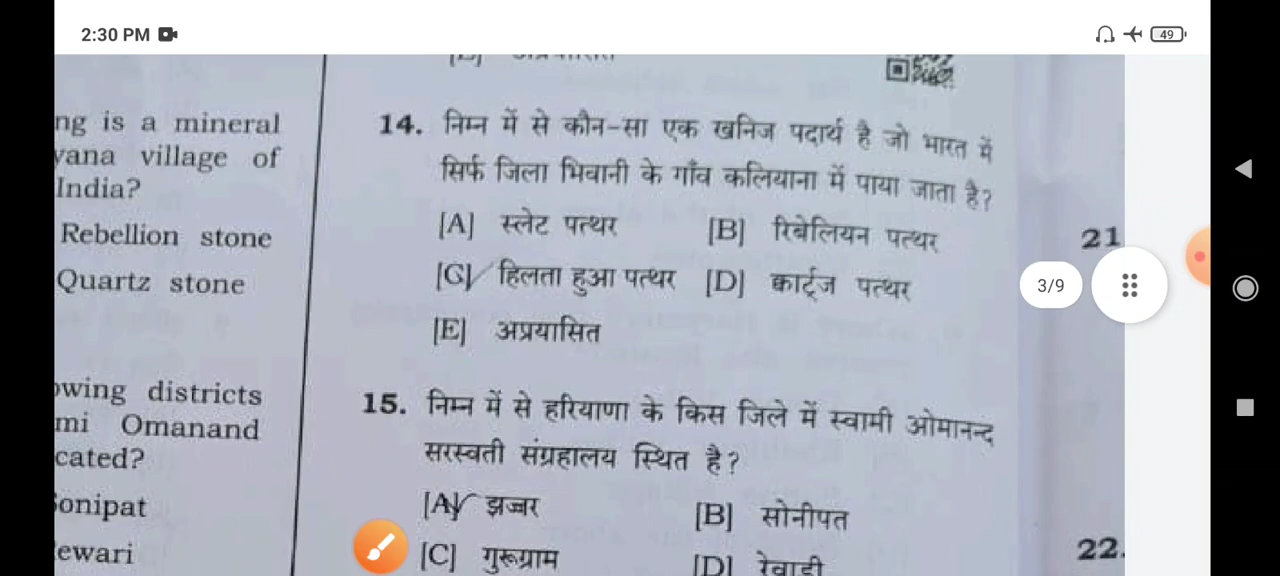 2:30 PM
49
ng is a mineral
vana village of
India?
Rebellion stone
Quartz stone
owing districts
mi Omanand
cated?
Sonipat
ewari
14. निम्न में से कौन-सा एक खनिज पदार्थ है जो भारत में
सिर्फ जिला भिवानी के गाँव कलियाना में पाया जाता है?
[A] स्लेट पत्थर [B] रिबेलियन पत्थर
[C] हिलता हुआ पत्थर [D] कार्ट्ज पत्थर
[E] अप्रयासित
15. निम्न में से हरियाणा के किस जिले में स्वामी ओमानन्द
सरस्वती संग्रहालय स्थित है?
[A] झज्जर [B] सोनीपत
[C] गुरूग्राम [D] रेवाड़ी
21
3/9
22.